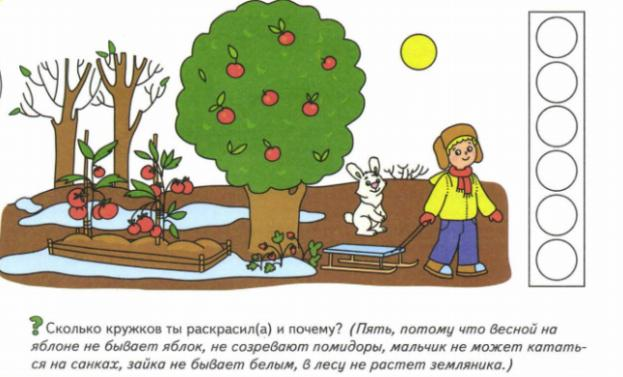 ? Сколько кружков ты раскрасил(а) и почему? (Пять, потому что весной на
яблоне не бывает яблок, не созревают помидоры, мальчик не может катать-
ся на санках, зайка не бывает белым, в лесу не растет земляника.)